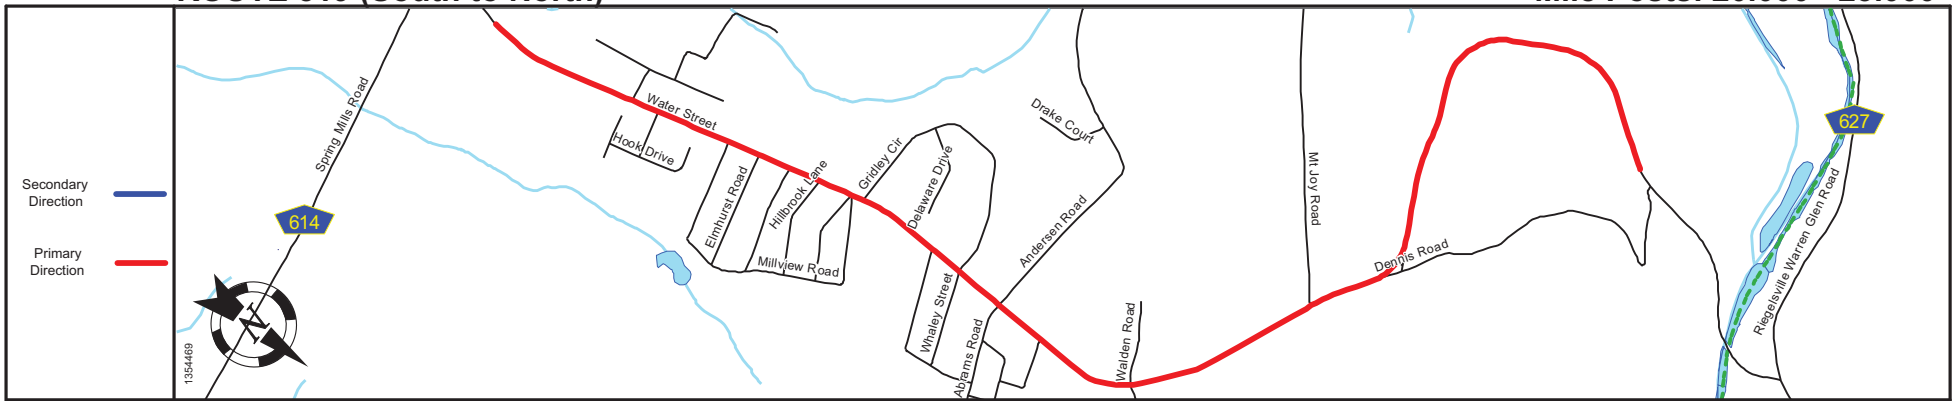 Secondary
Direction
Primary
Direction
Spring Mills Road
614
1354469
Water Street
Hook Drive
Elmhurst Road
Hillbrook Lane
Millview Road
Gridley Cir
Delaware Drive
Whaley Street
Abrams Road
Andersen Road
Drake Court
Walden Road
Mt Joy Road
Dennis Road
627
Riegelsville Warren Glen Road
N